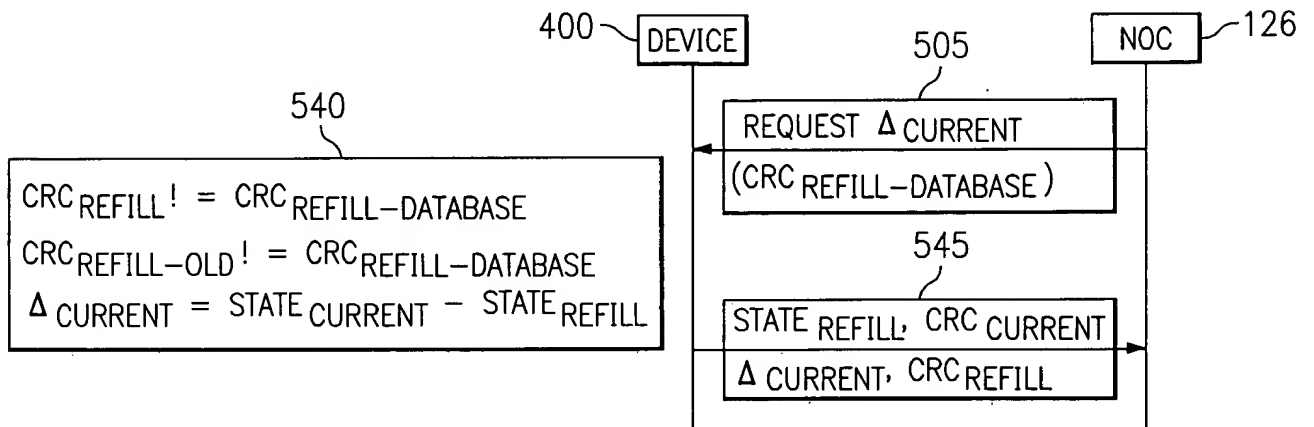 400
DEVICE
NOC
126
505
REQUEST Δ CURRENT
(CRC REFILL-DATABASE)
540
CRC REFILL ! = CRC REFILL-DATABASE
CRC REFILL-OLD ! = CRC REFILL-DATABASE
Δ CURRENT = STATE CURRENT - STATE REFILL
545
STATE REFILL, CRC CURRENT
Δ CURRENT, CRC REFILL